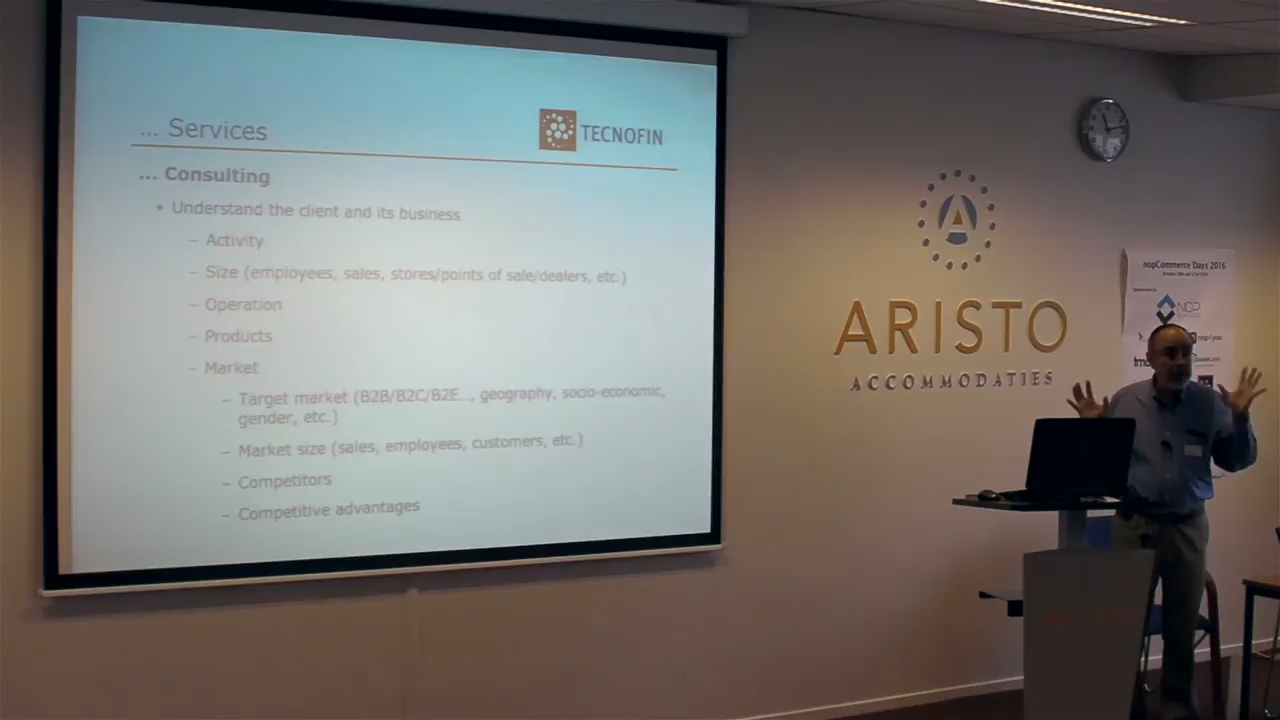 ... Services
TECNOFIN
... Consulting
• Understand the client and its business
– Activity
– Size (employees, sales, stores/points of sale/dealers, etc.)
– Operation
– Products
– Market
– Target market (B2B/B2C/B2E..., geography, socio-economic,
gender, etc.)
– Market size (sales, employees, customers, etc.)
– Competitors
– Competitive advantages
A
ARISTO
ACCOMMODATIES
nopCommerce Days 2016
NOP
nop4you